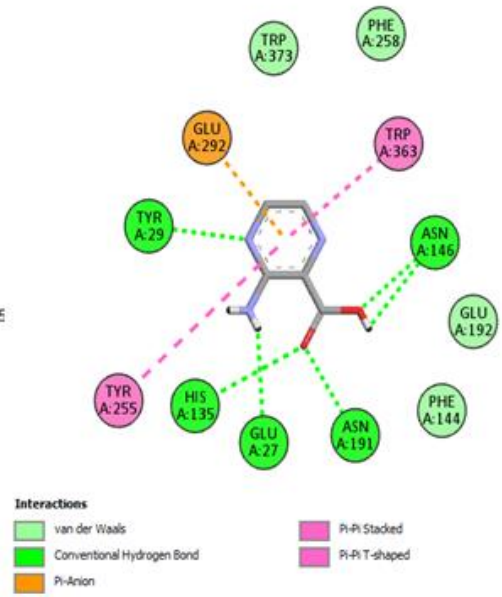 TRP
A:373
PHE
A:258
GLU
A:292
TRP
A:363
TYR
A:29
ASN
A:146
GLU
A:192
TYR
A:255
HIS
A:135
GLU
A:27
ASN
A:191
PHE
A:144
Interactions
van der Waals
Conventional Hydrogen Bond
Pi-Anion
Pi-Pi Stacked
Pi-Pi T-shaped